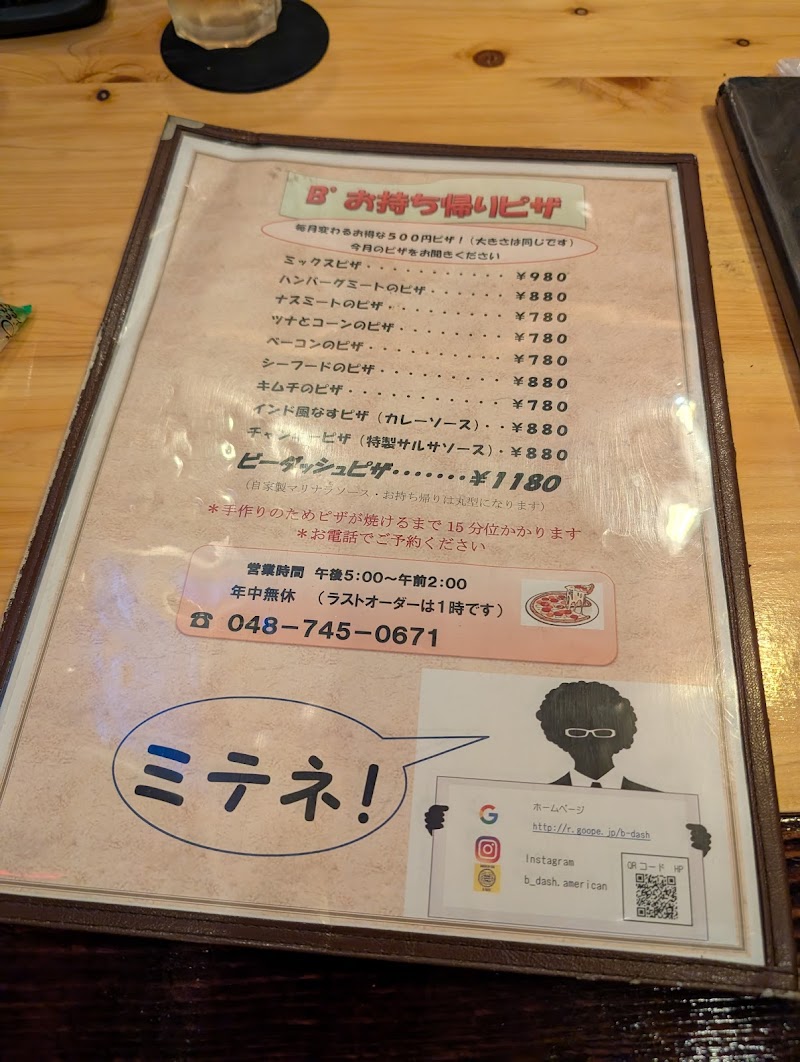 B° お持ち帰りピザ
毎月変わるお得な500円ピザ!(大きさは同じです)
今月のピザをお聞きください
ミックスピザ・・・・・・・・・・・¥980
ハンバーグミートのピザ・・・・・・¥880
ナスミートのピザ・・・・・・・・・¥780
ツナとコーンのピザ・・・・・・・・¥780
ベーコンのピザ・・・・・・・・・・¥780
シーフードのピザ・・・・・・・・・¥880
キムチのピザ・・・・・・・・・・・¥780
インド風なすピザ(カレーソース)・・¥880
ピザ(特製サルサソース)・¥880
ビーダッシュピザ・・・・・・・¥1180
(自家製マリナラソース・お持ち帰りは丸型になります)
*手作りのためピザが焼けるまで15分位かかります
*お電話でご予約ください
営業時間 午後5:00~午前2:00
年中無休 (ラストオーダーは1時です)
☎ 048-745-0671
ミテネ!
ホームページ
http://r.goope.jp/b-dash
Instagram
b_dash.american
QRコード HP